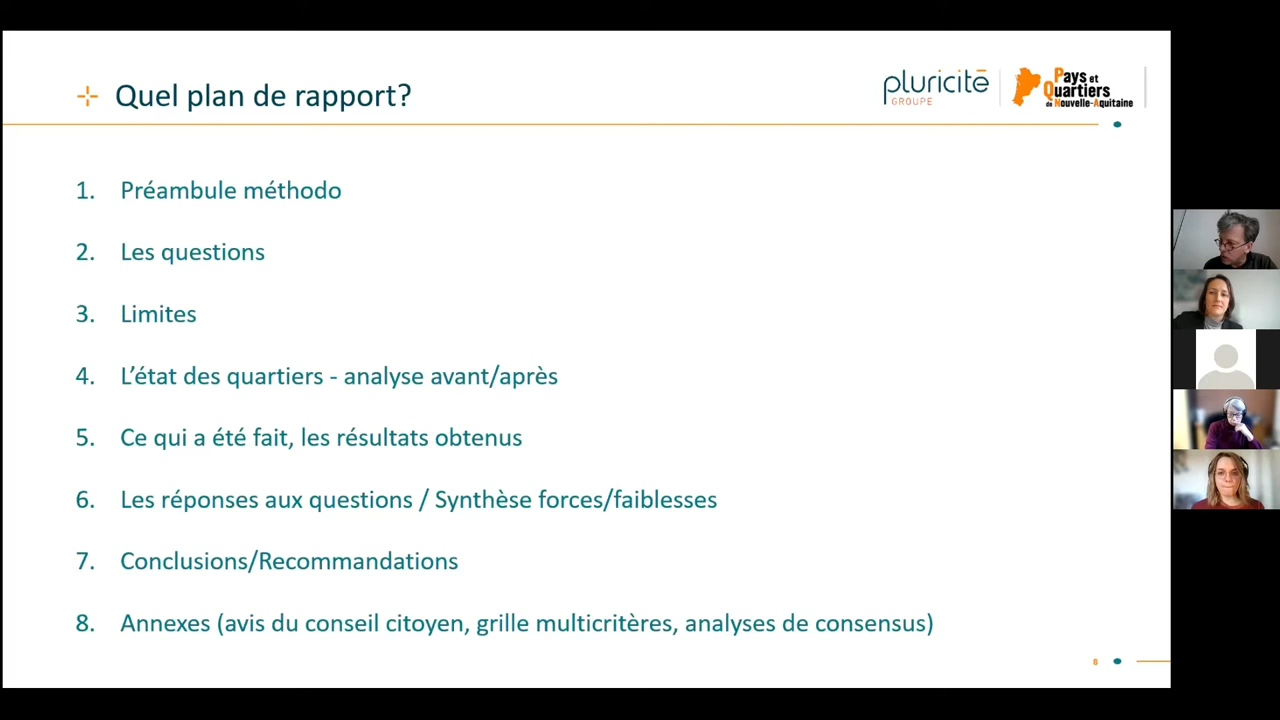 Quel plan de rapport?
pluricité
GROUPE
Pays et
Quartiers
de Nouvelle-Aquitaine
1. Préambule méthodo
2. Les questions
3. Limites
4. L’état des quartiers - analyse avant/après
5. Ce qui a été fait, les résultats obtenus
6. Les réponses aux questions / Synthèse forces/faiblesses
7. Conclusions/Recommandations
8. Annexes (avis du conseil citoyen, grille multicritères, analyses de consensus)
8